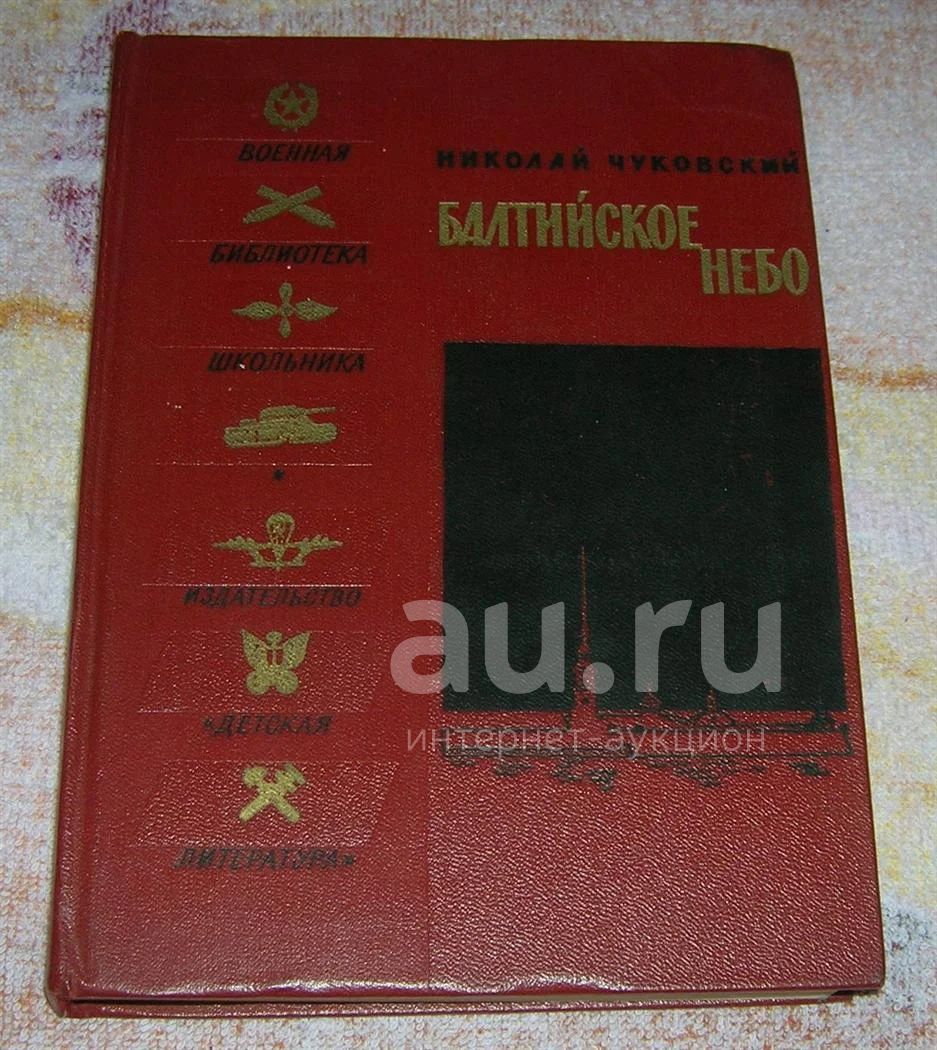 ВОЕННАЯ
БИБЛИОТЕКА
ШКОЛЬНИКА
*
ИЗДАТЕЛЬСТВО
«ДЕТСКАЯ
ЛИТЕРАТУРА»
НИКОЛАЙ ЧУКОВСКИЙ
БАЛТИЙСКОЕ
НЕБО
au.ru
интернет-аукцион